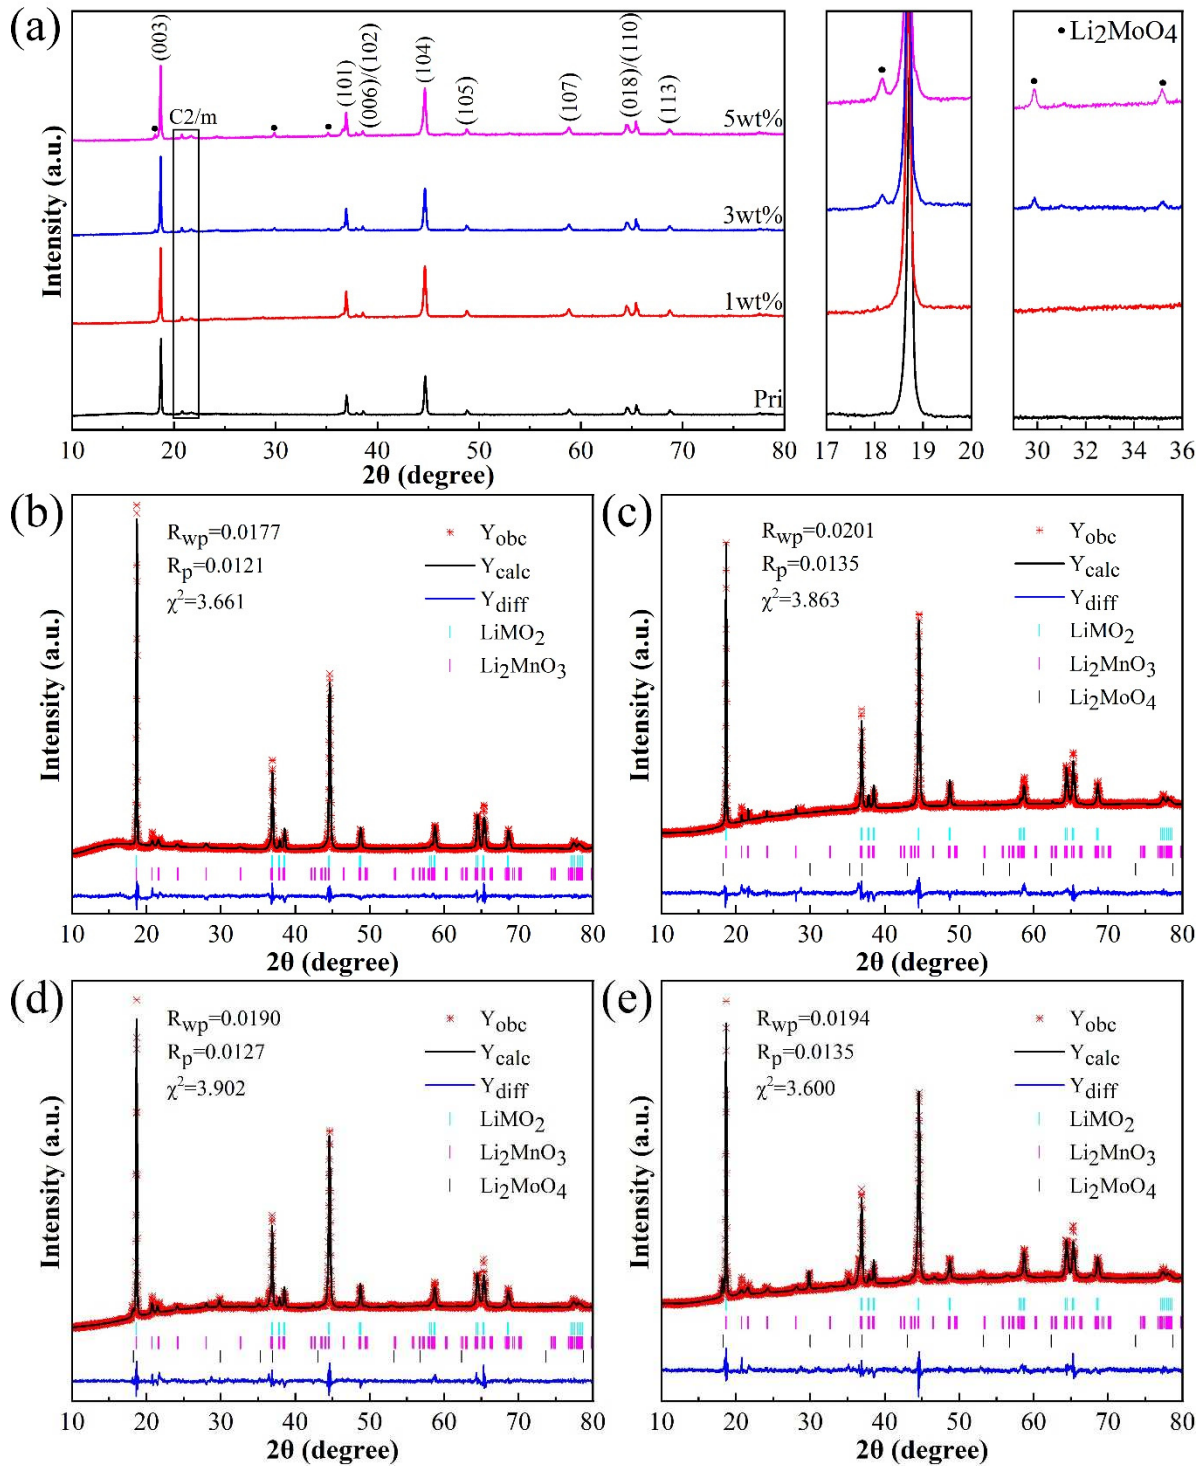 (a)
Intensity (a.u.)
(003)
C2/m
(101)
(006)/(102)
(104)
(105)
(107)
(018)/(110)
(113)
5wt%
3wt%
1wt%
Pri
10 20 30 40 50 60 70 80
2θ (degree)
17 18 19 20
• Li2MoO4
30 32 34 36
(b)
Intensity (a.u.)
Rwp=0.0177
Rp=0.0121
χ²=3.661
Yobc
Ycalc
Ydiff
LiMO2
Li2MnO3
10 20 30 40 50 60 70 80
2θ (degree)
(c)
Intensity (a.u.)
Rwp=0.0201
Rp=0.0135
χ²=3.863
Yobc
Ycalc
Ydiff
LiMO2
Li2MnO3
Li2MoO4
10 20 30 40 50 60 70 80
2θ (degree)
(d)
Intensity (a.u.)
Rwp=0.0190
Rp=0.0127
χ²=3.902
Yobc
Ycalc
Ydiff
LiMO2
Li2MnO3
Li2MoO4
10 20 30 40 50 60 70 80
2θ (degree)
(e)
Intensity (a.u.)
Rwp=0.0194
Rp=0.0135
χ²=3.600
Yobc
Ycalc
Ydiff
LiMO2
Li2MnO3
Li2MoO4
10 20 30 40 50 60 70 80
2θ (degree)